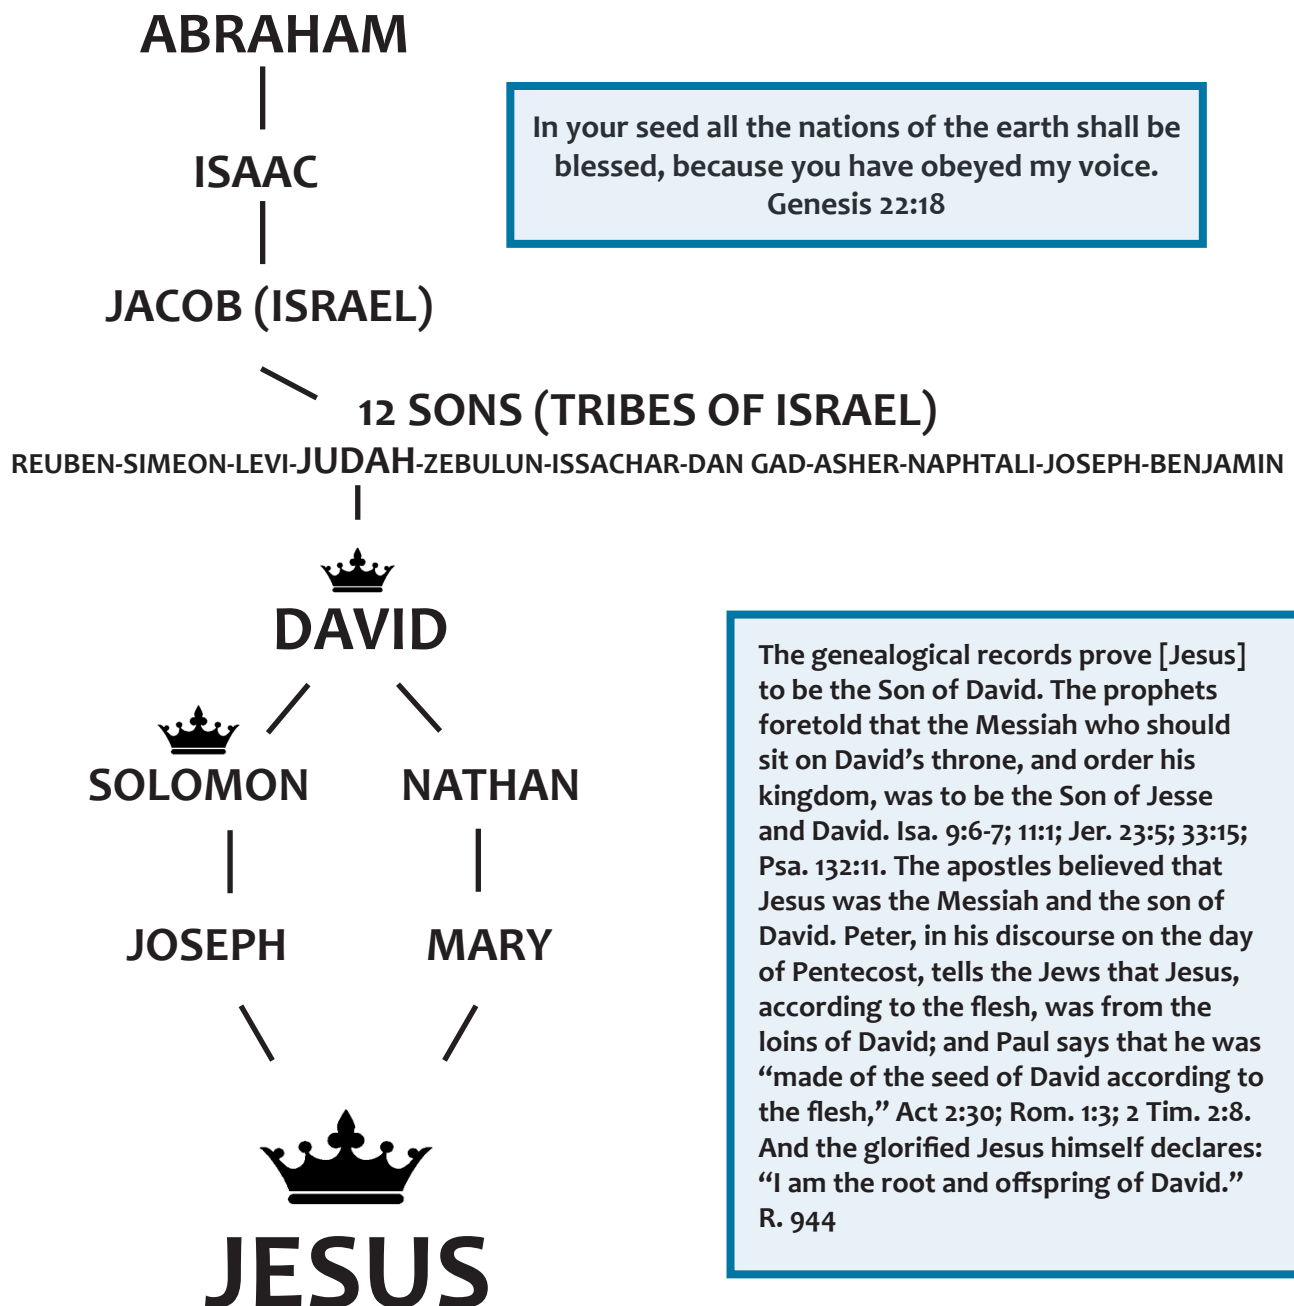 ABRAHAM
In your seed all the nations of the earth shall be
blessed, because you have obeyed my voice.
Genesis 22:18
ISAAC
JACOB (ISRAEL)
12 SONS (TRIBES OF ISRAEL)
REUBEN-SIMEON-LEVI-JUDAH-ZEBULUN-ISSACHAR-DAN GAD-ASHER-NAPHTALI-JOSEPH-BENJAMIN
DAVID
SOLOMON NATHAN
JOSEPH MARY
JESUS
The genealogical records prove [Jesus]
to be the Son of David. The prophets
foretold that the Messiah who should
sit on David’s throne, and order his
kingdom, was to be the Son of Jesse
and David. Isa. 9:6-7; 11:1; Jer. 23:5; 33:15;
Psa. 132:11. The apostles believed that
Jesus was the Messiah and the son of
David. Peter, in his discourse on the day
of Pentecost, tells the Jews that Jesus,
according to the flesh, was from the
loins of David; and Paul says that he was
“made of the seed of David according to
the flesh,” Act 2:30; Rom. 1:3; 2 Tim. 2:8.
And the glorified Jesus himself declares:
“I am the root and offspring of David.”
R. 944